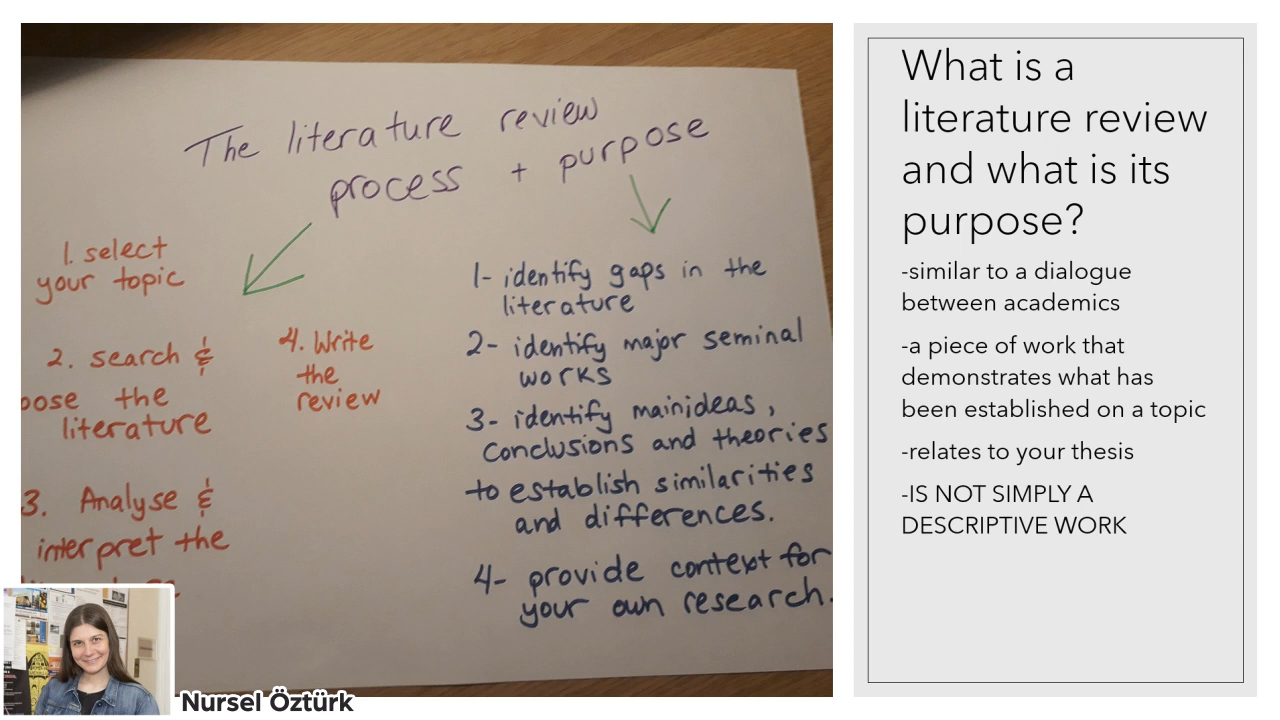 The literature review
process + purpose
1. select
your topic
2. search &
oose the
literature
3. Analyse &
interpret the
4. Write
the
review
1- identify gaps in the
literature
2- identify major seminal
works
3- identify main ideas,
conclusions and theories
to establish similarities
and differences.
4- provide context for
your own research.
Nursel Öztürk
What is a
literature review
and what is its
purpose?
-similar to a dialogue
between academics
-a piece of work that
demonstrates what has
been established on a topic
-relates to your thesis
-IS NOT SIMPLY A
DESCRIPTIVE WORK